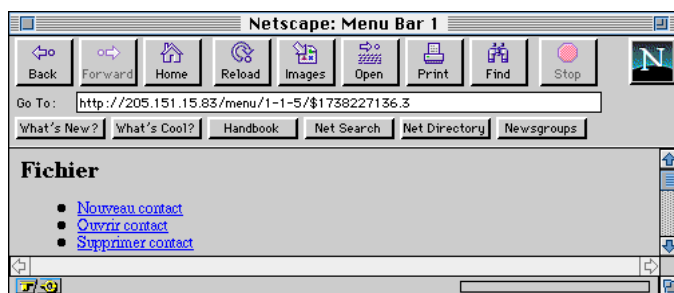 Netscape: Menu Bar 1
Back Forward Home Reload Images Open Print Find Stop
N
Go To: http://205.151.15.83/menu/1-1-5/$1738227136.3
What's New? What's Cool? Handbook Net Search Net Directory Newsgroups
Fichier
Nouveau contact
Ouvrir contact
Supprimer contact